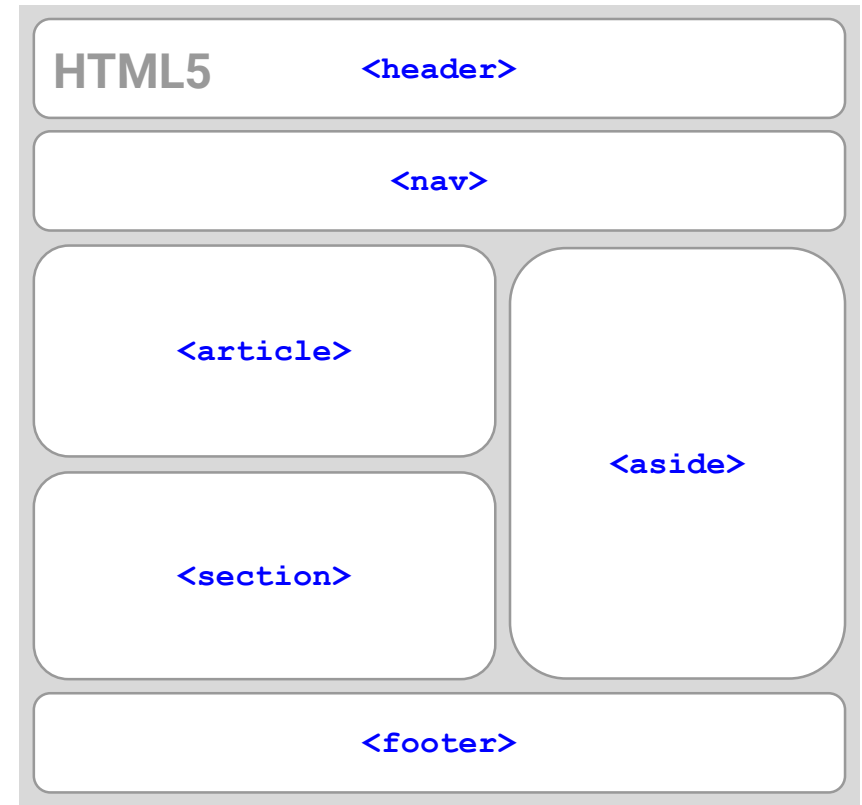 HTML5 <header>
<nav>
<article>
<section>
<aside>
<footer>